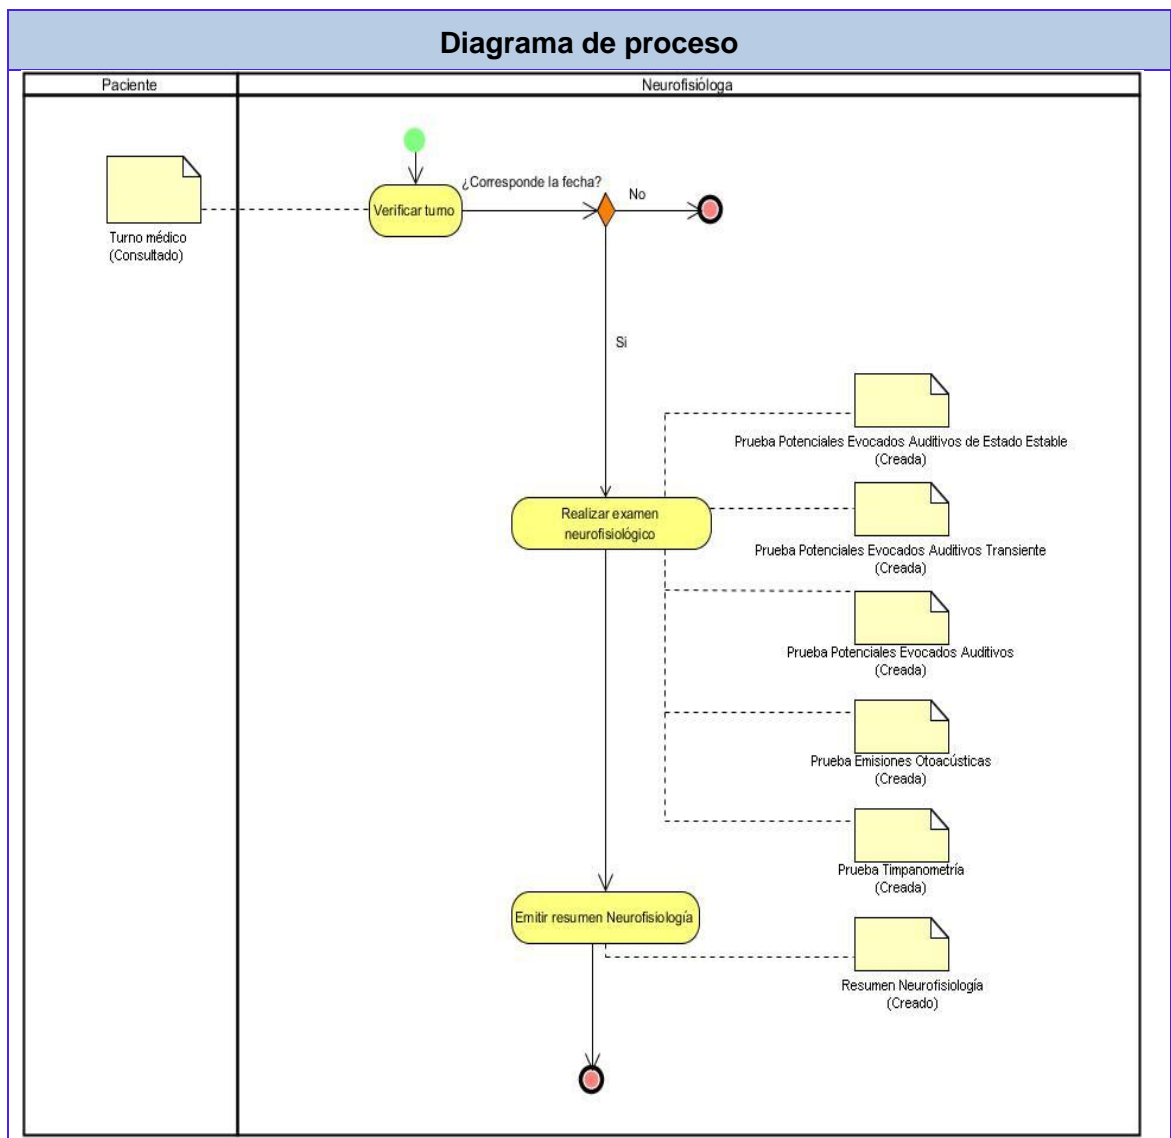 Diagrama de proceso
Paciente
Neurofisióloga
¿Corresponde la fecha?
No
Verificar turno
Turno médico
(Consultado)
Si
Prueba Potenciales Evocados Auditivos de Estado Estable
(Creada)
Realizar examen
neurofisiológico
Prueba Potenciales Evocados Auditivos Transiente
(Creada)
Prueba Potenciales Evocados Auditivos
(Creada)
Prueba Emisiones Otoacústicas
(Creada)
Prueba Timpanometría
(Creada)
Emitir resumen Neurofisiología
Resumen Neurofisiología
(Creado)